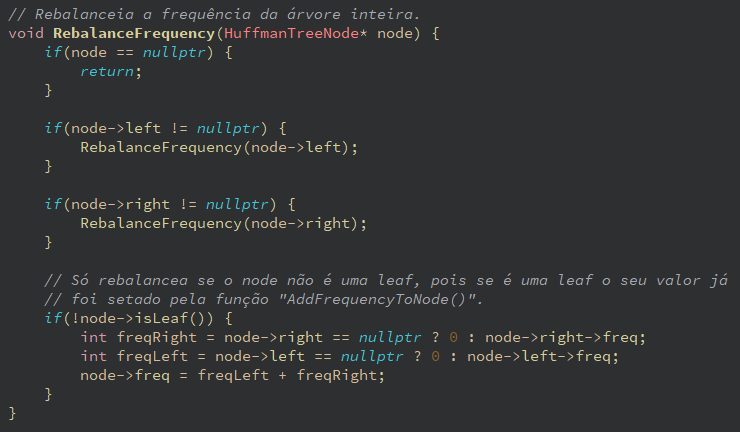 // Rebalanceia a frequência da árvore inteira.
void RebalanceFrequency(HuffmanTreeNode* node) {
    if(node == nullptr) {
        return;
    }

    if(node->left != nullptr) {
        RebalanceFrequency(node->left);
    }

    if(node->right != nullptr) {
        RebalanceFrequency(node->right);
    }

    // Só rebalancea se o node não é uma leaf, pois se é uma leaf o seu valor já
    // foi setado pela função "AddFrequencyToNode()".
    if(!node->isLeaf()) {
        int freqRight = node->right == nullptr ? 0 : node->right->freq;
        int freqLeft = node->left == nullptr ? 0 : node->left->freq;
        node->freq = freqLeft + freqRight;
    }
}